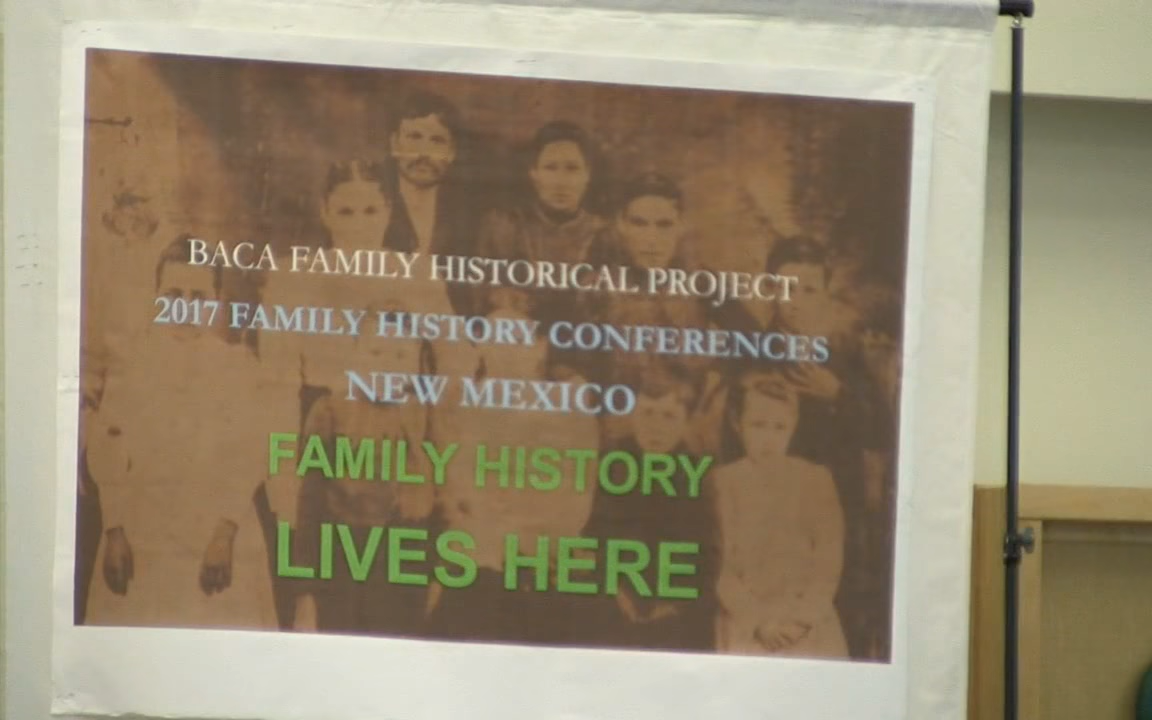 BACA FAMILY HISTORICAL PROJECT
2017 FAMILY HISTORY CONFERENCES
NEW MEXICO
FAMILY HISTORY
LIVES HERE